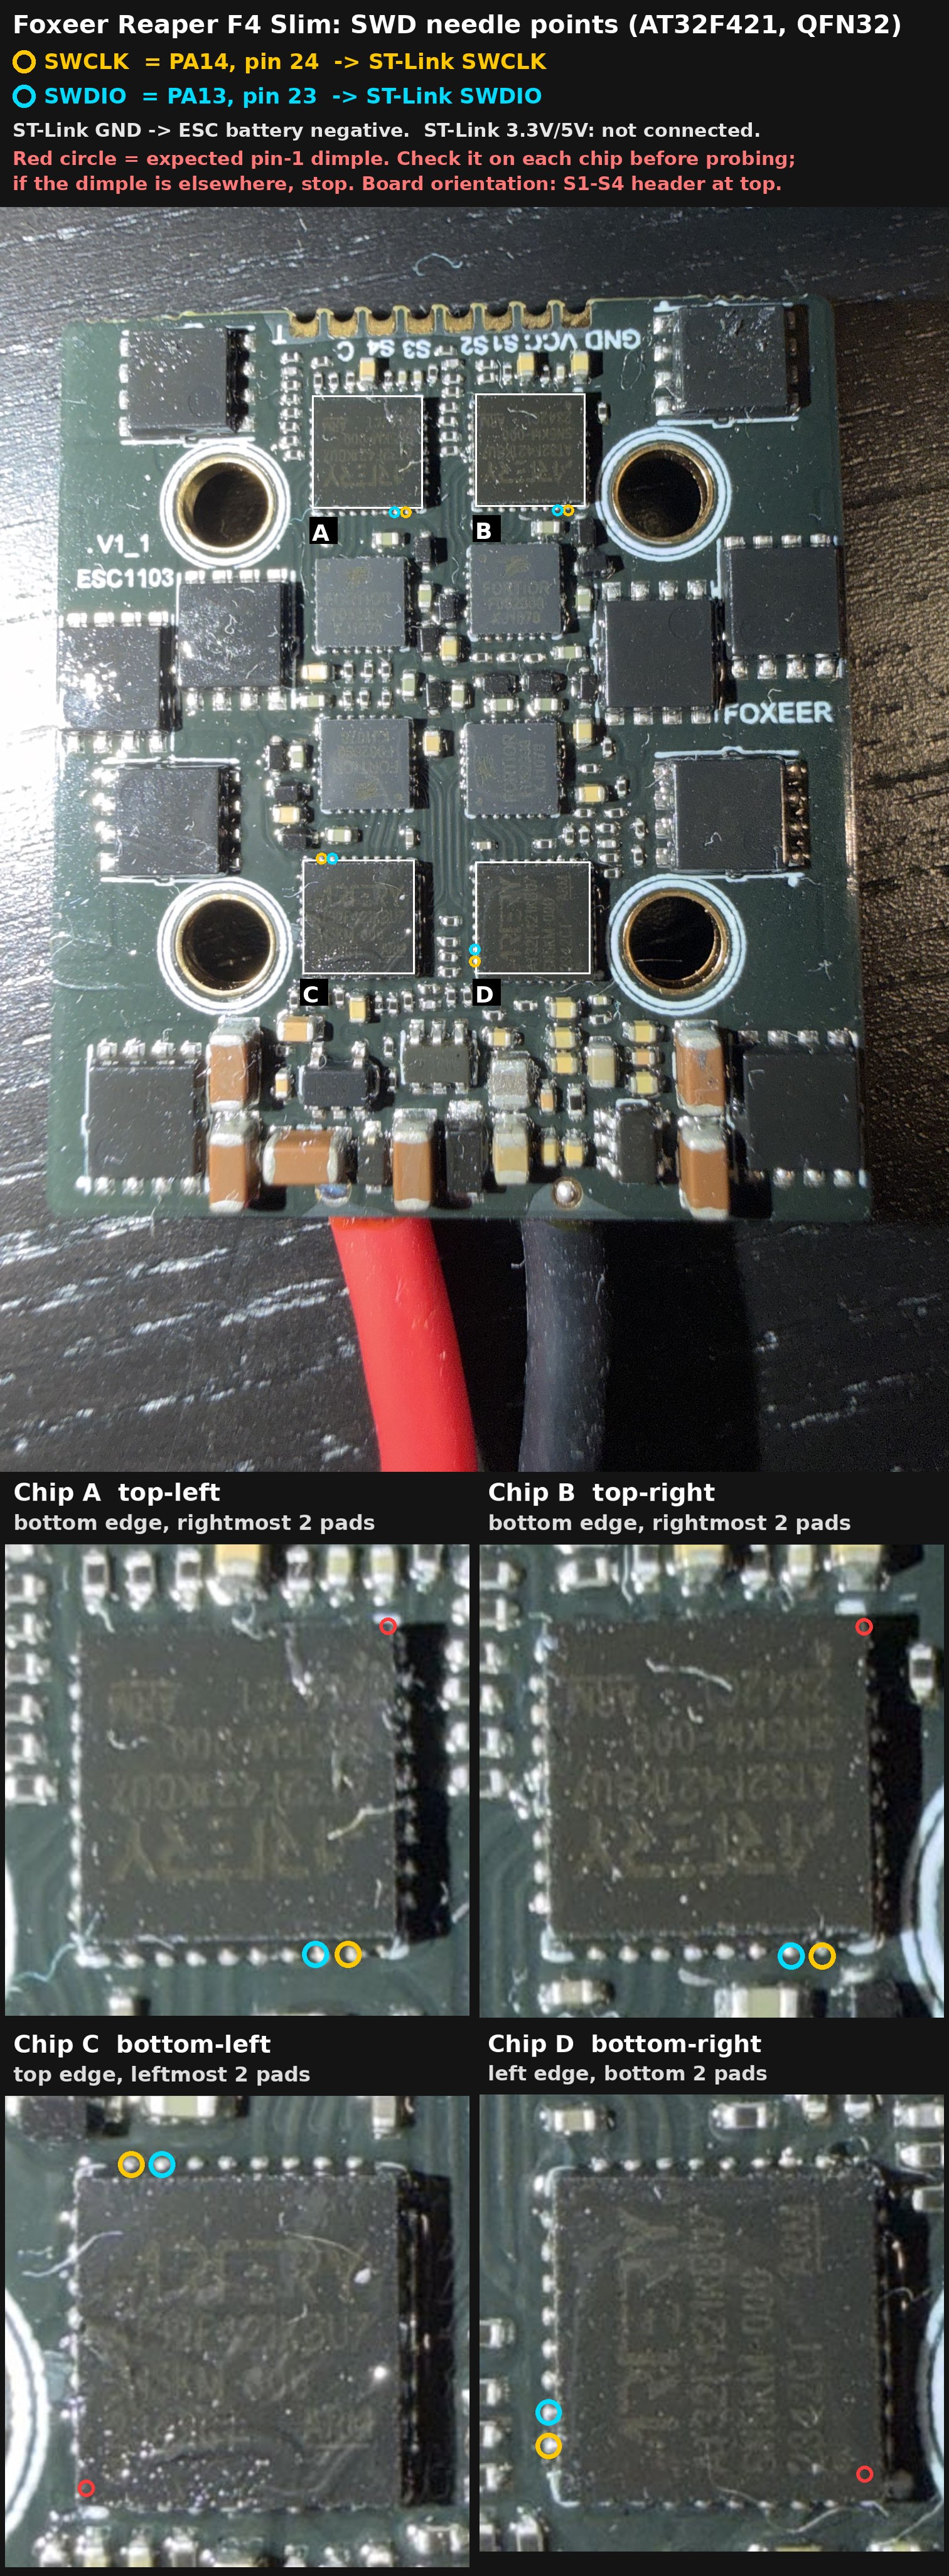 Foxeer Reaper F4 Slim: SWD needle points (AT32F421, QFN32)
SWCLK = PA14, pin 24 -> ST-Link SWCLK
SWDIO = PA13, pin 23 -> ST-Link SWDIO
ST-Link GND -> ESC battery negative. ST-Link 3.3V/5V: not connected.
Red circle = expected pin-1 dimple. Check it on each chip before probing;
if the dimple is elsewhere, stop. Board orientation: S1-S4 header at top.
T C S4 S3 S2 S1 VCC GND
A
B
V1_1
ESC1103
FOXEER
C
D
Chip A top-left
bottom edge, rightmost 2 pads
Chip B top-right
bottom edge, rightmost 2 pads
Chip C bottom-left
top edge, leftmost 2 pads
Chip D bottom-right
left edge, bottom 2 pads